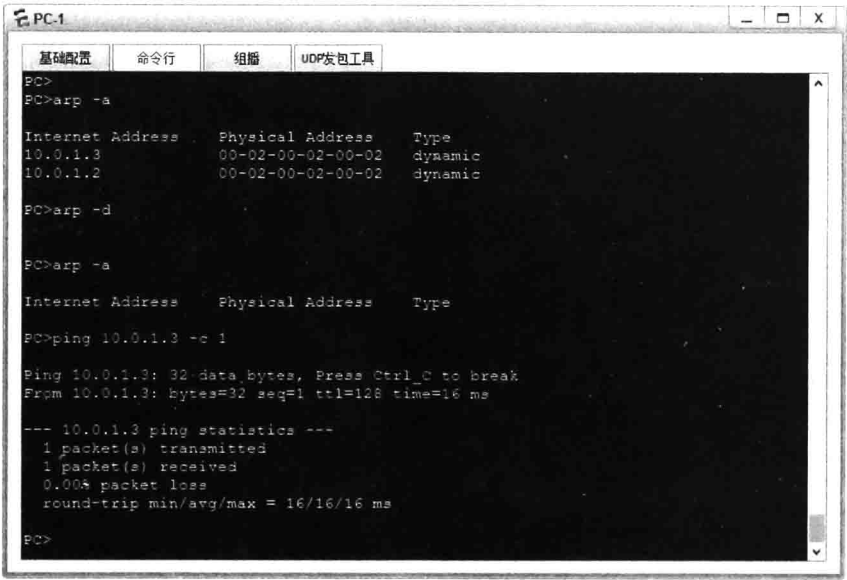 PC-1
基础配置 命令行 组播 UDP发包工具
PC>
PC>arp -a
Internet Address Physical Address Type
10.0.1.3 00-02-00-02-00-02 dynamic
10.0.1.2 00-02-00-02-00-02 dynamic
PC>arp -d
PC>arp -a
Internet Address Physical Address Type
PC>ping 10.0.1.3 -c 1
Ping 10.0.1.3: 32 data bytes, Press Ctrl_C to break
From 10.0.1.3: bytes=32 seq=1 ttl=128 time=16 ms
--- 10.0.1.3 ping statistics ---
1 packet(s) transmitted
1 packet(s) received
0.00% packet loss
round-trip min/avg/max = 16/16/16 ms
PC>